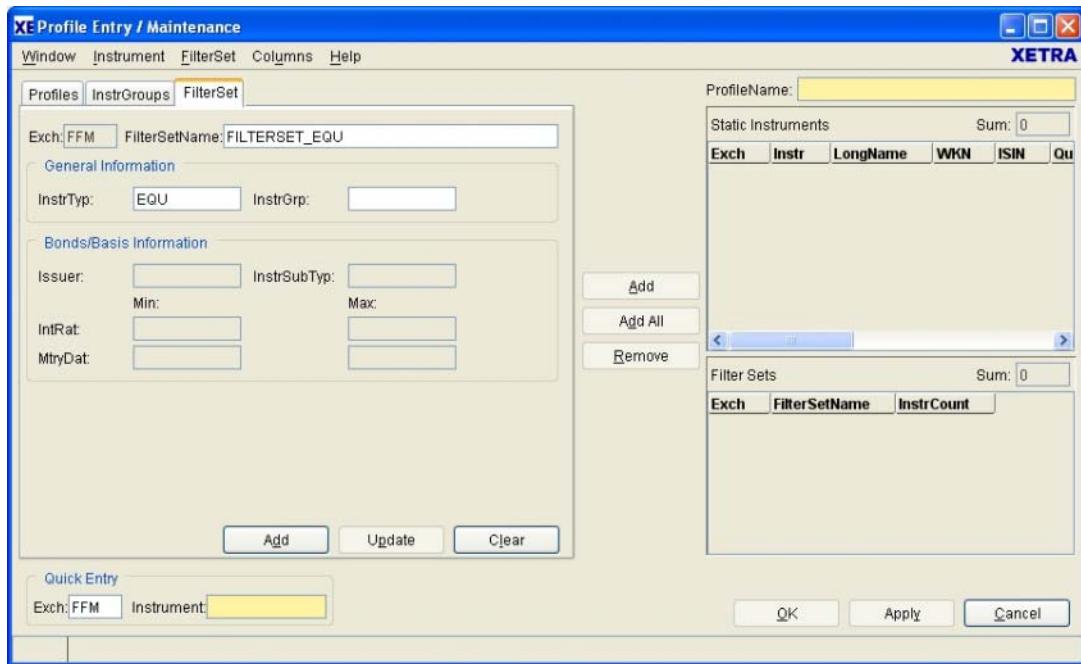 XE Profile Entry / Maintenance
Window Instrument FilterSet Columns Help
XETRA
Profiles InstrGroups FilterSet
Exch: FFM FilterSetName: FILTERSET_EQU
General Information
InstrTyp: EQU InstrGrp:
Bonds/Basis Information
Issuer: InstrSubTyp:
Min: Max:
IntRat:
MtryDat:
Add Update Clear
Quick Entry
Exch: FFM Instrument:
Add
Add All
Remove
ProfileName:
Static Instruments Sum: 0
Exch Instr LongName WKN ISIN Qu
Filter Sets Sum: 0
Exch FilterSetName InstrCount
OK Apply Cancel